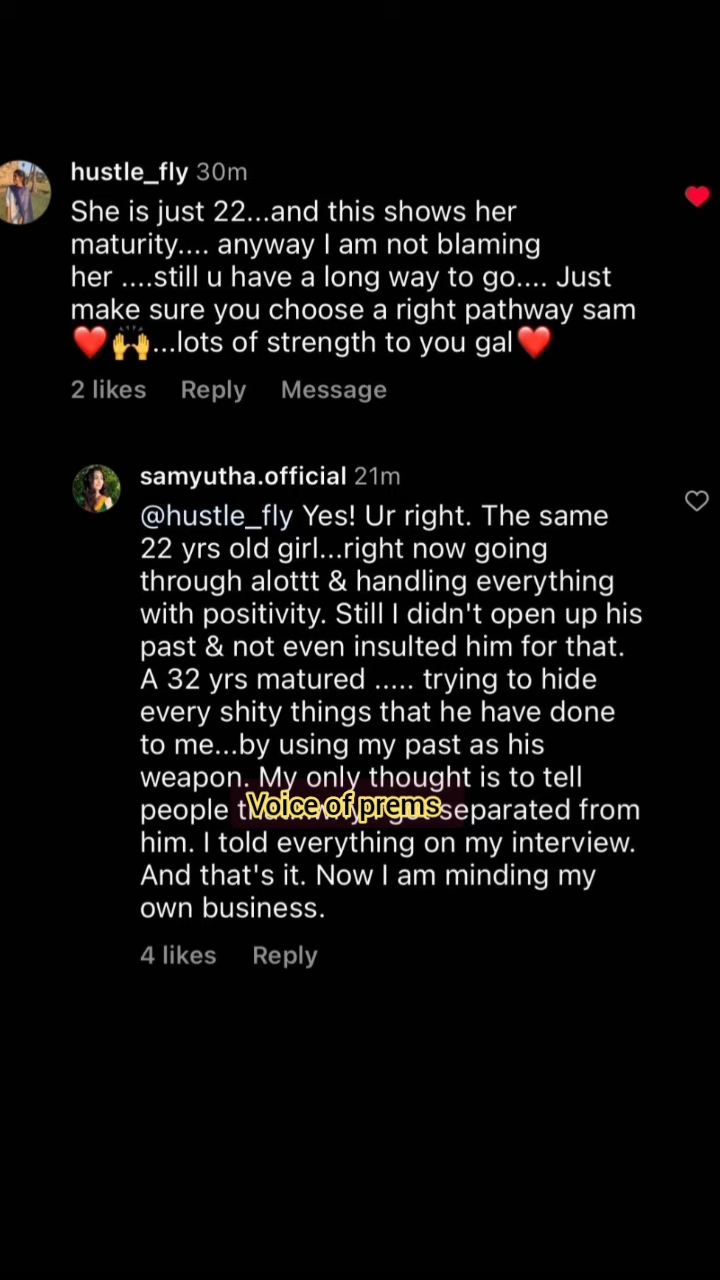 hustle_fly 30m
She is just 22...and this shows her
maturity.... anyway I am not blaming
her ....still u have a long way to go.... Just
make sure you choose a right pathway sam
❤️🙌...lots of strength to you gal❤️
2 likes Reply Message
samyutha.official 21m
@hustle_fly Yes! Ur right. The same
22 yrs old girl...right now going
through alottt & handling everything
with positivity. Still I didn't open up his
past & not even insulted him for that.
A 32 yrs matured ..... trying to hide
every shity things that he have done
to me...by using my past as his
weapon. My only thought is to tell
people separated from
Voice of prems
him. I told everything on my interview.
And that's it. Now I am minding my
own business.
4 likes Reply